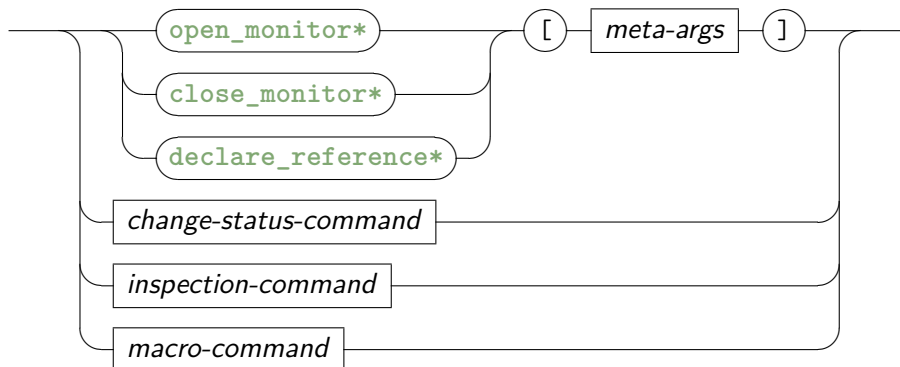 open_monitor* [ meta-args ]
close_monitor*
declare_reference*
change-status-command
inspection-command
macro-command